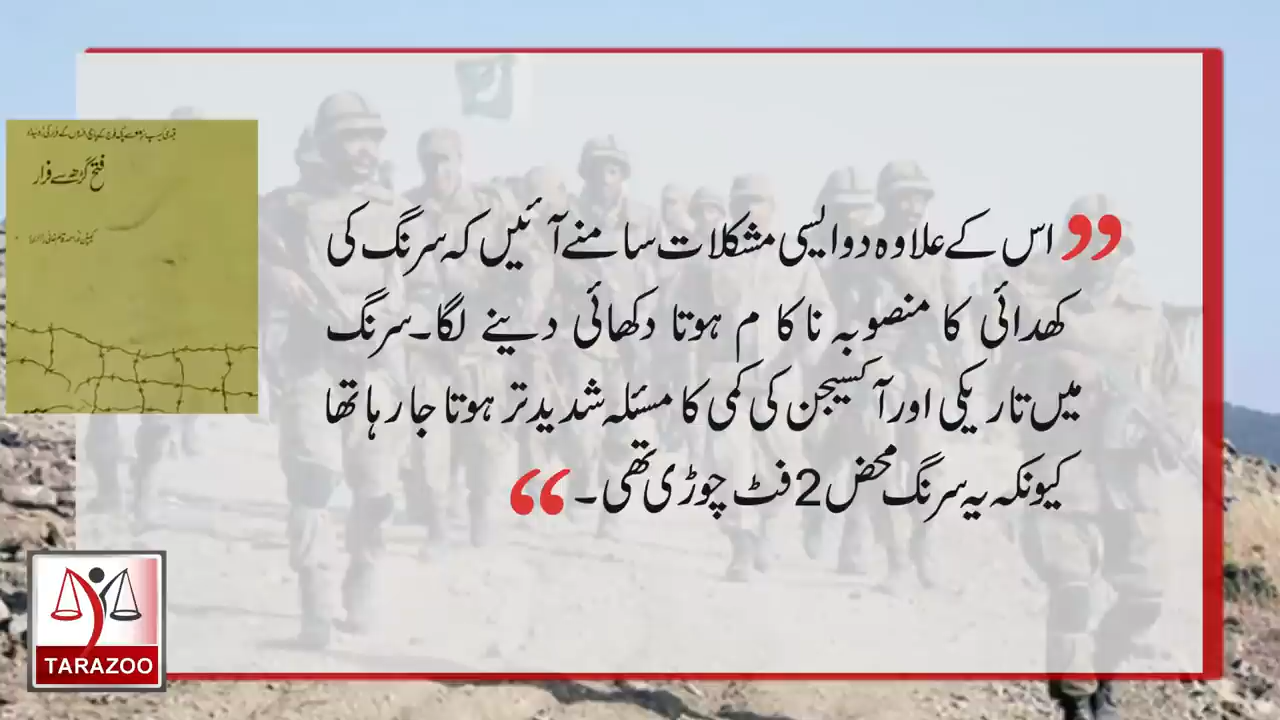 فتح گڑھ سے فرار
اس کے علاوہ دو ایسی مشکلات سامنے آئیں کہ سرنگ کی
کھدائی کا منصوبہ ناکام ہوتا دکھائی دینے لگا۔ سرنگ
میں تاریکی اور آکسیجن کی کمی کا مسئلہ شدید تر ہوتا جا رہا تھا
کیونکہ یہ سرنگ محض 2 فٹ چوڑی تھی۔
TARAZOO